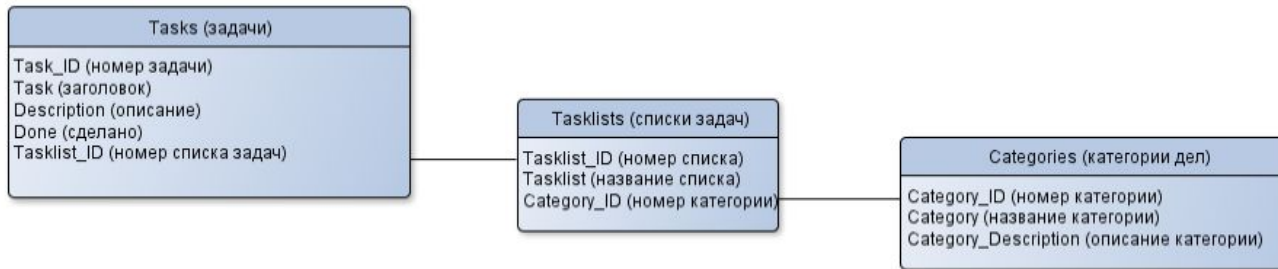 Tasks (задачи)
Task_ID (номер задачи)
Task (заголовок)
Description (описание)
Done (сделано)
Tasklist_ID (номер списка задач)
Tasklists (списки задач)
Tasklist_ID (номер списка)
Tasklist (название списка)
Category_ID (номер категории)
Categories (категории дел)
Category_ID (номер категории)
Category (название категории)
Category_Description (описание категории)